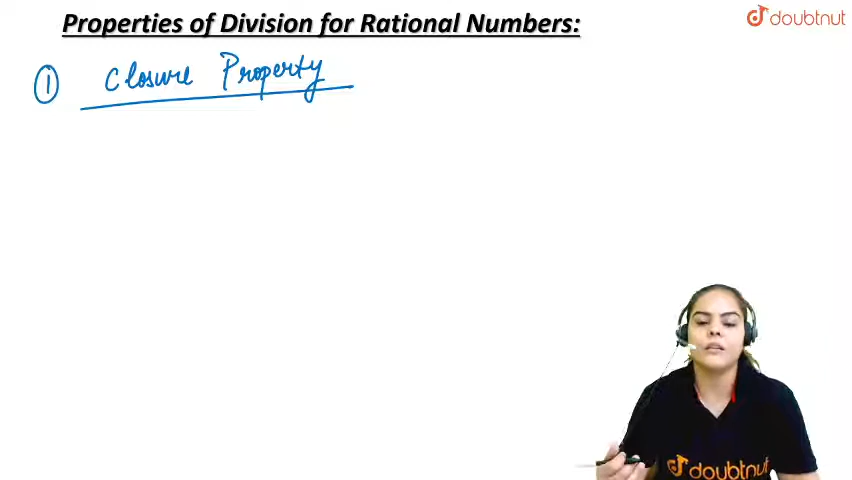 Properties of Division for Rational Numbers:
doubtnut
① Closure Property
doubtnut